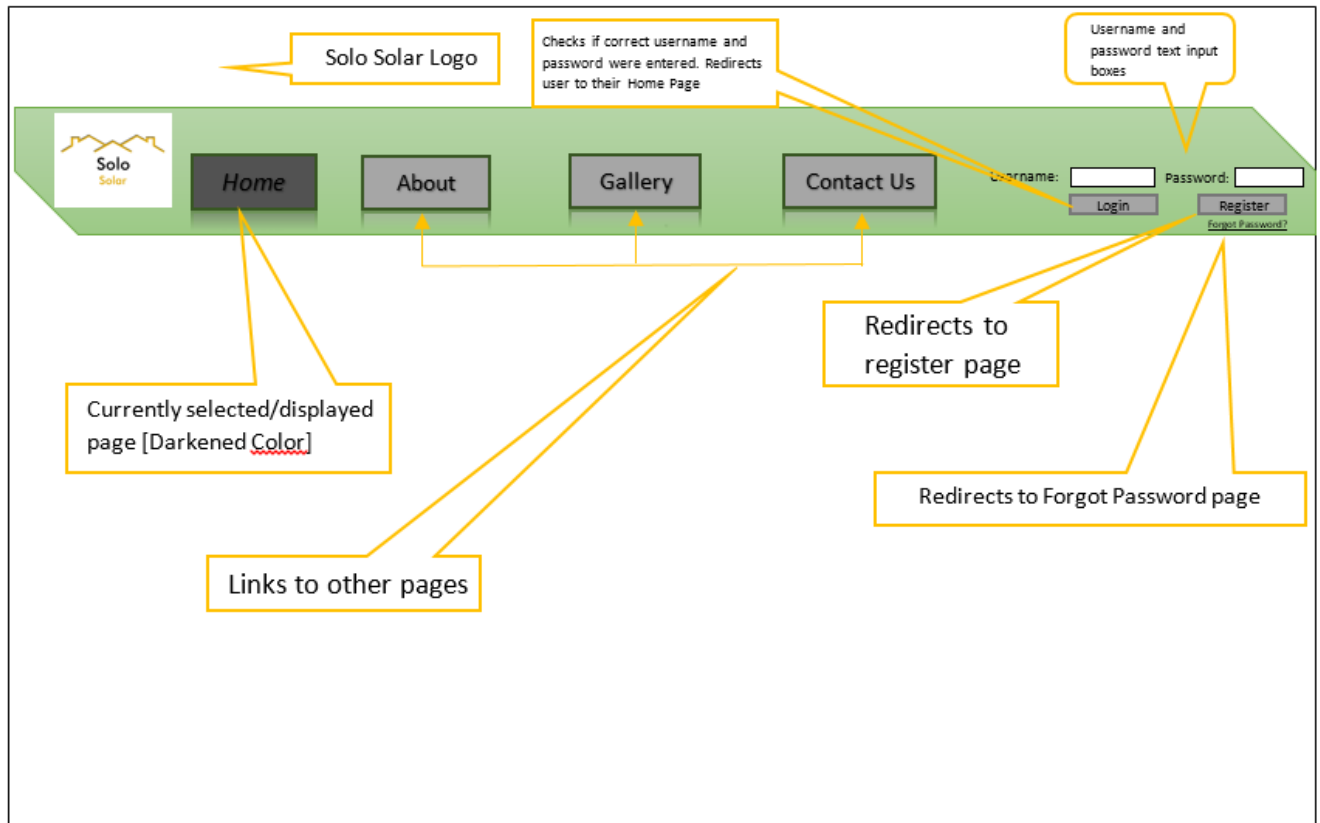 Solo Solar Logo
Checks if correct username and
password were entered. Redirects
user to their Home Page
Username and
password text input
boxes
Solo
Solar
Home
About
Gallery
Contact Us
Username:
Password:
Login
Register
Forgot Password?
Redirects to
register page
Currently selected/displayed
page [Darkened Color]
Redirects to Forgot Password page
Links to other pages